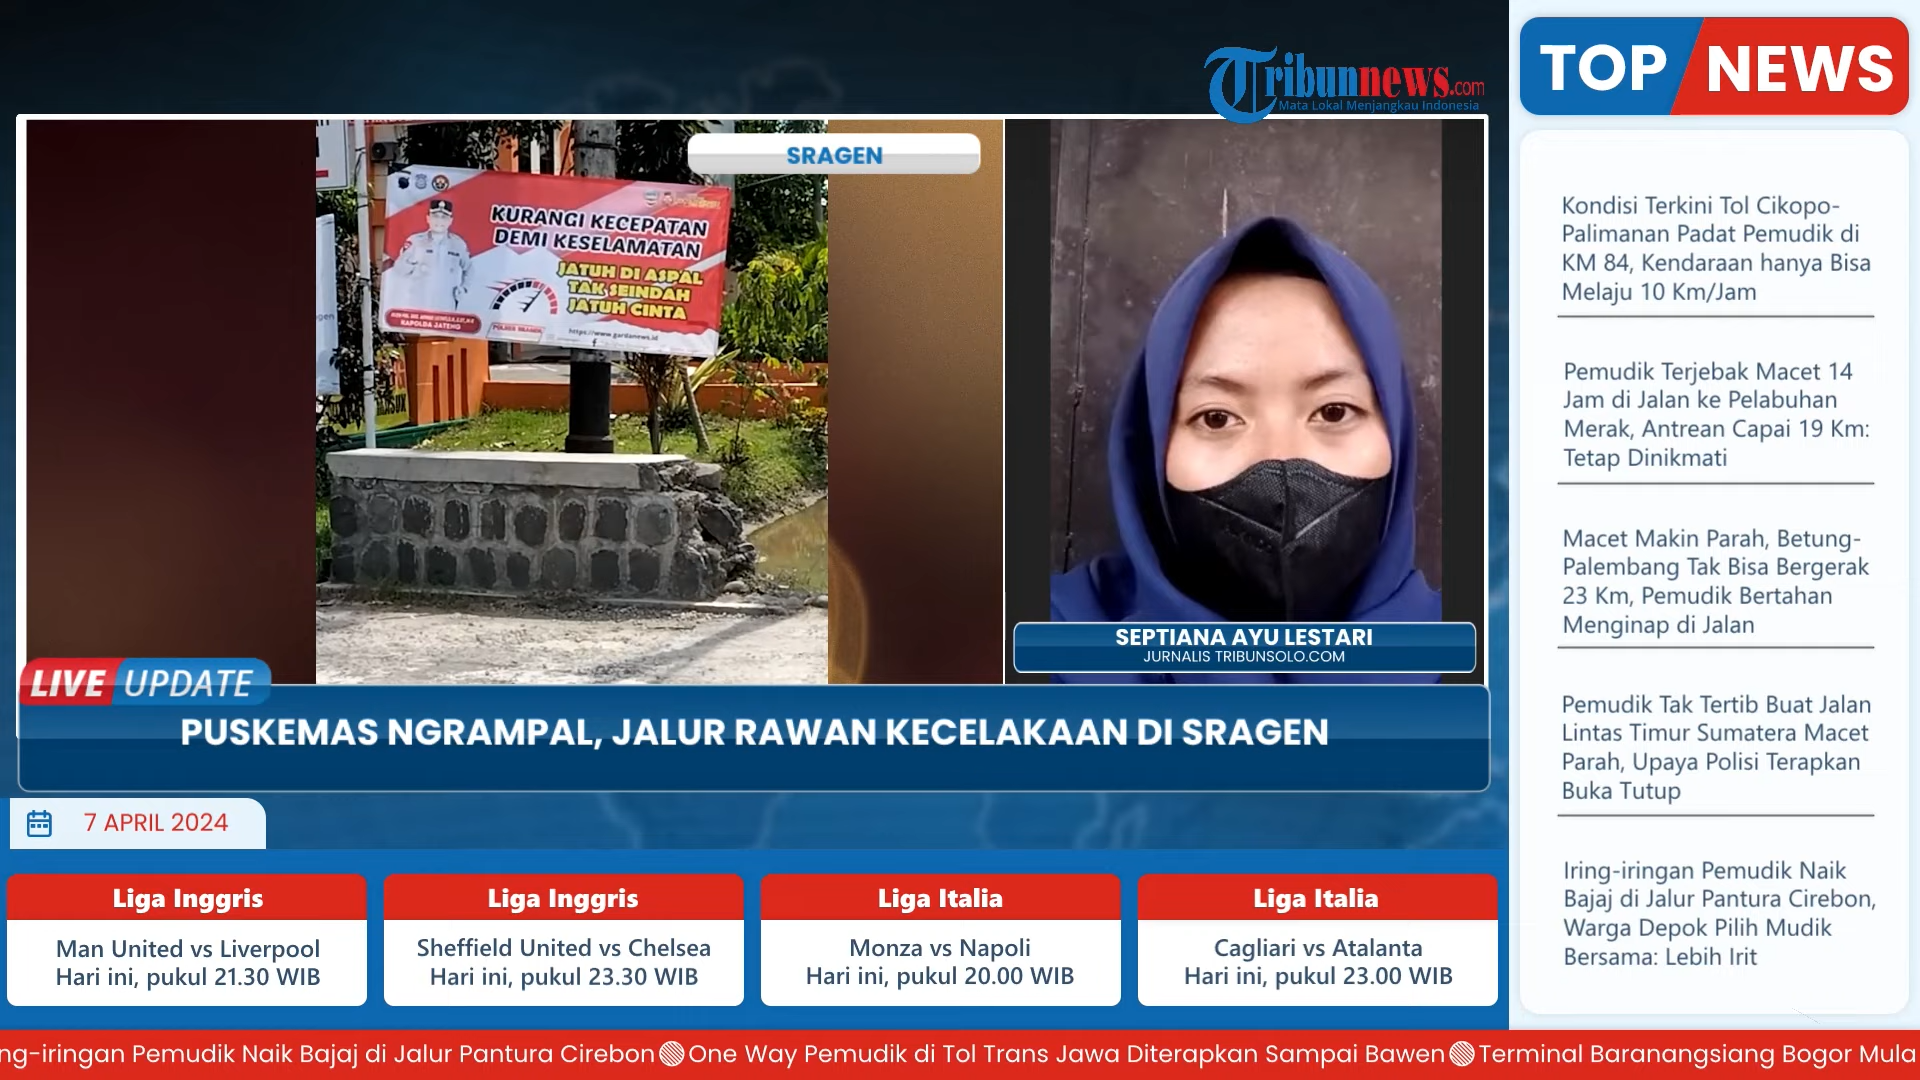 Tribunnews.com
Mata Lokal Menjangkau Indonesia
TOP NEWS
SRAGEN
KURANGI KECEPATAN
DEMI KESELAMATAN
JATUH DI ASPAL
TAK SEINDAH
JATUH CINTA
KAPOLDA JATENG
https://www.gardanews.id
SEPTIANA AYU LESTARI
JURNALIS TRIBUNSOLO.COM
LIVE UPDATE
PUSKEMAS NGRAMPAL, JALUR RAWAN KECELAKAAN DI SRAGEN
7 APRIL 2024
Liga Inggris
Man United vs Liverpool
Hari ini, pukul 21.30 WIB
Liga Inggris
Sheffield United vs Chelsea
Hari ini, pukul 23.30 WIB
Liga Italia
Monza vs Napoli
Hari ini, pukul 20.00 WIB
Liga Italia
Cagliari vs Atalanta
Hari ini, pukul 23.00 WIB
Kondisi Terkini Tol Cikopo-
Palimanan Padat Pemudik di
KM 84, Kendaraan hanya Bisa
Melaju 10 Km/Jam
Pemudik Terjebak Macet 14
Jam di Jalan ke Pelabuhan
Merak, Antrean Capai 19 Km:
Tetap Dinikmati
Macet Makin Parah, Betung-
Palembang Tak Bisa Bergerak
23 Km, Pemudik Bertahan
Menginap di Jalan
Pemudik Tak Tertib Buat Jalan
Lintas Timur Sumatera Macet
Parah, Upaya Polisi Terapkan
Buka Tutup
Iring-iringan Pemudik Naik
Bajaj di Jalur Pantura Cirebon,
Warga Depok Pilih Mudik
Bersama: Lebih Irit
ng-iringan Pemudik Naik Bajaj di Jalur Pantura Cirebon One Way Pemudik di Tol Trans Jawa Diterapkan Sampai Bawen Terminal Baranangsiang Bogor Mula